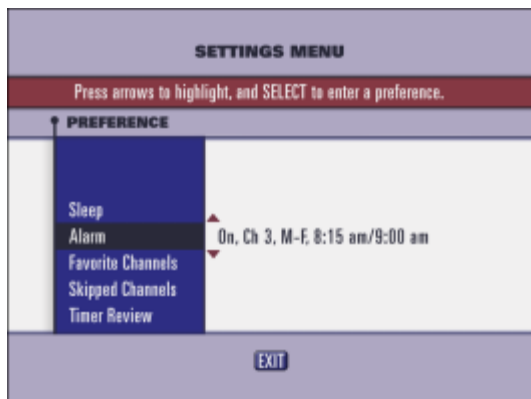 SETTINGS MENU
Press arrows to highlight, and SELECT to enter a preference.
PREFERENCE
Sleep
Alarm On, Ch 3, M-F, 8:15 am/9:00 am
Favorite Channels
Skipped Channels
Timer Review
EXIT